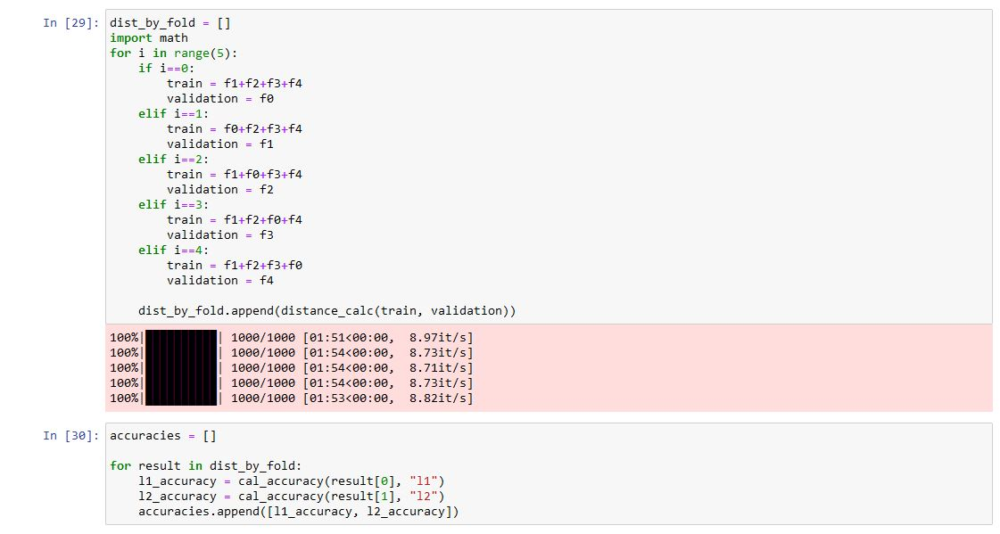 In [29]: dist_by_fold = []
import math
for i in range(5):
    if i==0:
        train = f1+f2+f3+f4
        validation = f0
    elif i==1:
        train = f0+f2+f3+f4
        validation = f1
    elif i==2:
        train = f1+f0+f3+f4
        validation = f2
    elif i==3:
        train = f1+f2+f0+f4
        validation = f3
    elif i==4:
        train = f1+f2+f3+f0
        validation = f4
    dist_by_fold.append(distance_calc(train, validation))
100%|██████████| 1000/1000 [01:51<00:00,  8.97it/s]
100%|██████████| 1000/1000 [01:54<00:00,  8.73it/s]
100%|██████████| 1000/1000 [01:54<00:00,  8.71it/s]
100%|██████████| 1000/1000 [01:54<00:00,  8.73it/s]
100%|██████████| 1000/1000 [01:53<00:00,  8.82it/s]
In [30]: accuracies = []
for result in dist_by_fold:
    l1_accuracy = cal_accuracy(result[0], "l1")
    l2_accuracy = cal_accuracy(result[1], "l2")
    accuracies.append([l1_accuracy, l2_accuracy])